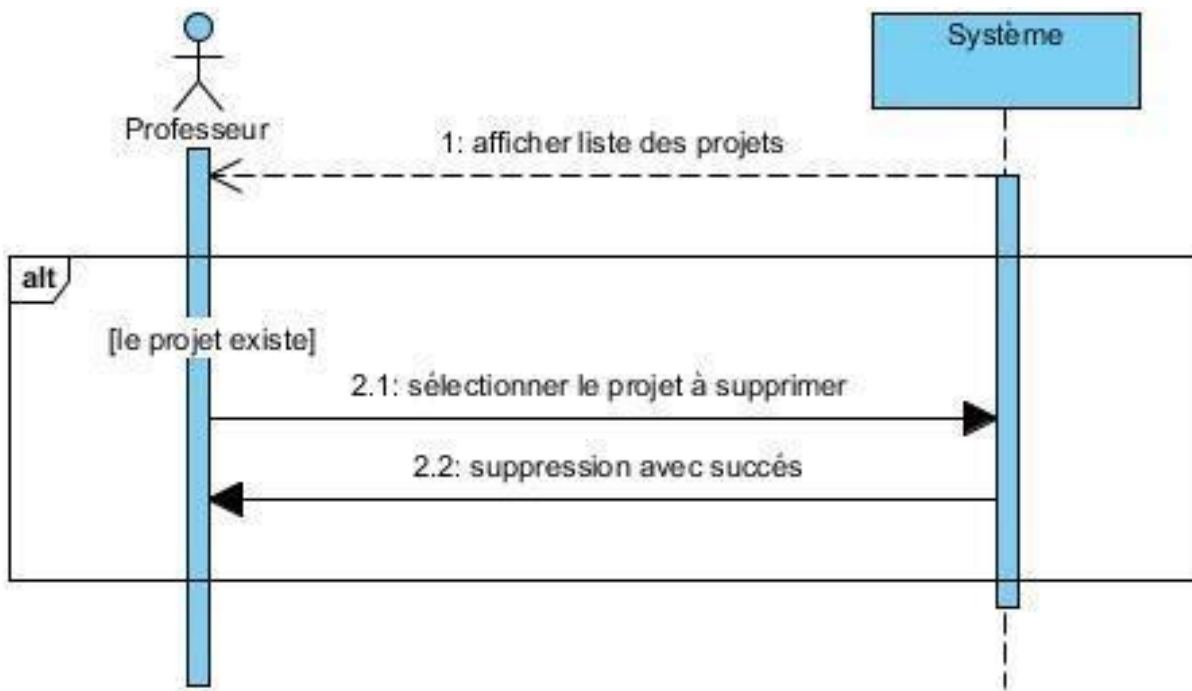 Système
Professeur
1: afficher liste des projets
alt
[le projet existe]
2.1: sélectionner le projet à supprimer
2.2: suppression avec succés